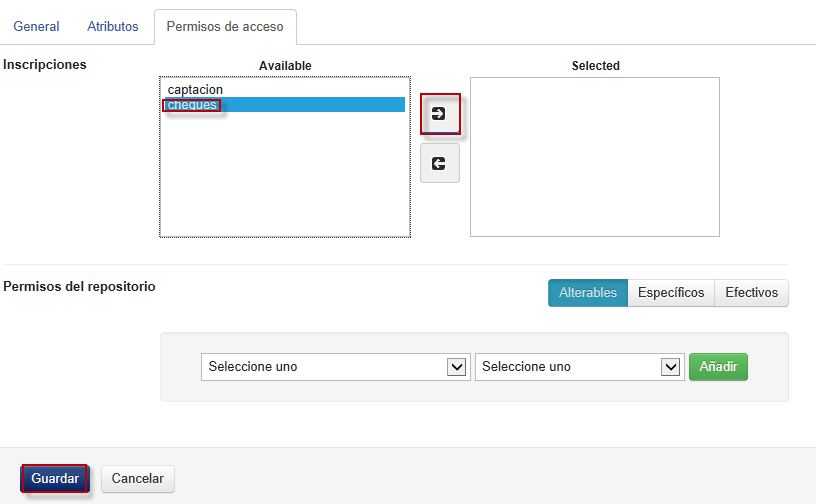 General Atributos Permisos de acceso
Inscripciones Available Selected
captacion
cheques
Permisos del repositorio Alterables Específicos Efectivos
Seleccione uno Seleccione uno Añadir
Guardar Cancelar